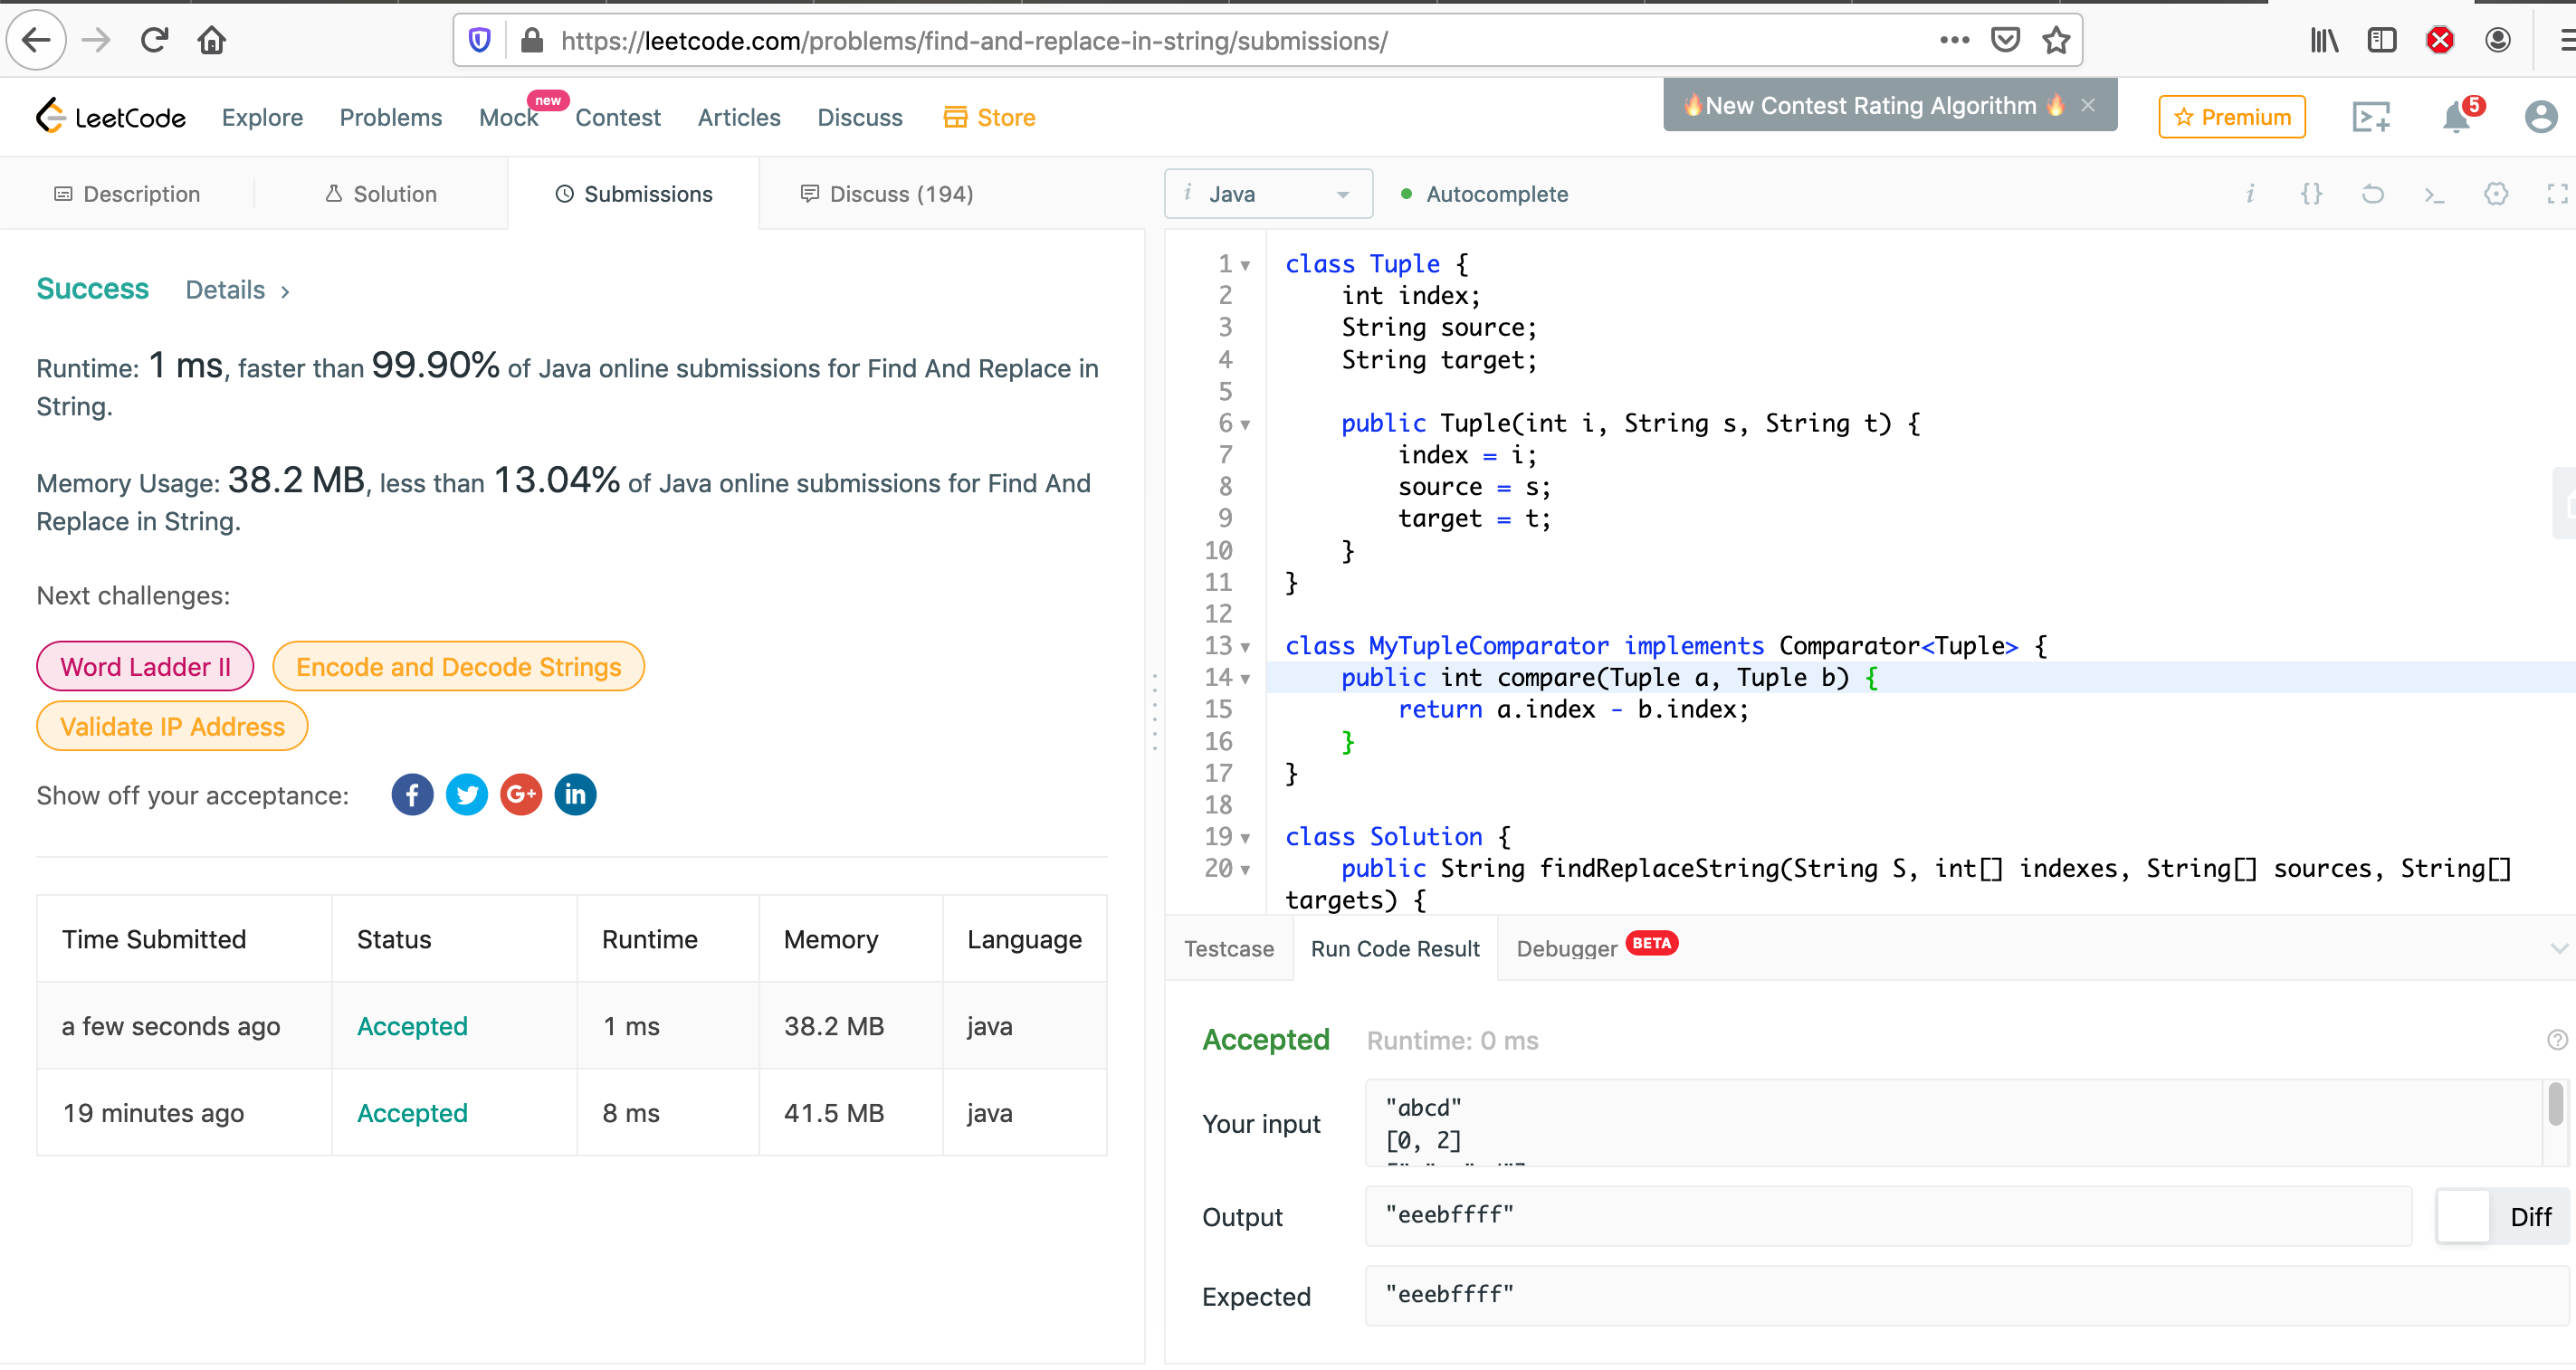 https://leetcode.com/problems/find-and-replace-in-string/submissions/
LeetCode Explore Problems Mock new Contest Articles Discuss Store
🔥New Contest Rating Algorithm 🔥 ×
Premium
5
Description Solution Submissions Discuss (194)
i Java Autocomplete
Success Details >
Runtime: 1 ms, faster than 99.90% of Java online submissions for Find And Replace in
String.
Memory Usage: 38.2 MB, less than 13.04% of Java online submissions for Find And
Replace in String.
Next challenges:
Word Ladder II Encode and Decode Strings
Validate IP Address
Show off your acceptance:
Time Submitted Status Runtime Memory Language
a few seconds ago Accepted 1 ms 38.2 MB java
19 minutes ago Accepted 8 ms 41.5 MB java
1 class Tuple {
2 int index;
3 String source;
4 String target;
5
6 public Tuple(int i, String s, String t) {
7 index = i;
8 source = s;
9 target = t;
10 }
11 }
12
13 class MyTupleComparator implements Comparator<Tuple> {
14 public int compare(Tuple a, Tuple b) {
15 return a.index - b.index;
16 }
17 }
18
19 class Solution {
20 public String findReplaceString(String S, int[] indexes, String[] sources, String[]
targets) {
Testcase Run Code Result Debugger BETA
Accepted Runtime: 0 ms
Your input
"abcd"
[0, 2]
Output "eeebffff" Diff
Expected "eeebffff"